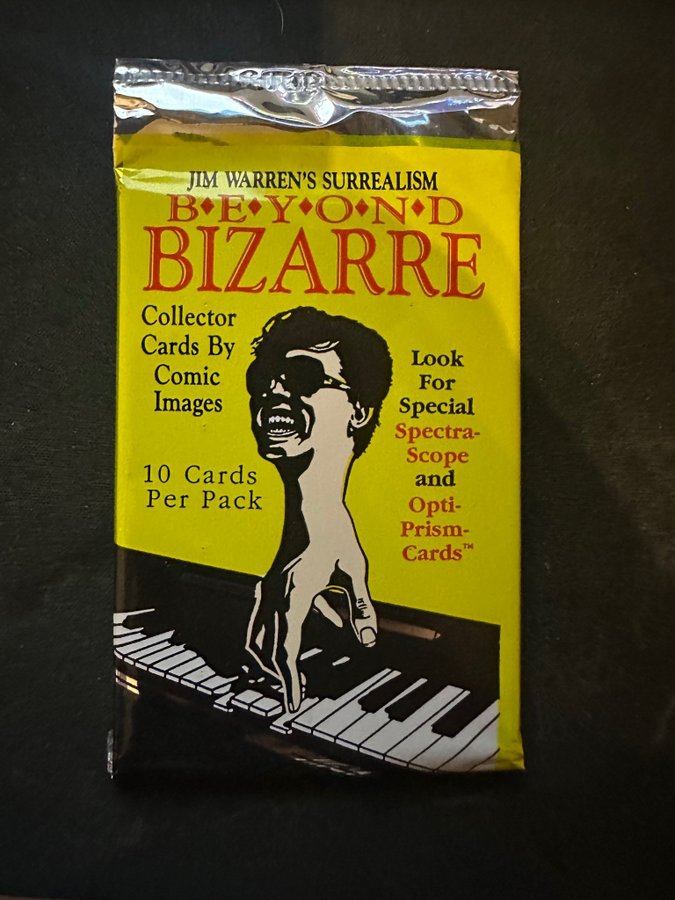 JIM WARREN'S SURREALISM
B♦E♦Y♦O♦N♦D
BIZARRE
Collector
Cards By
Comic
Images
10 Cards
Per Pack
Look
For
Special
Spectra-
Scope
and
Opti-
Prism-
Cards™